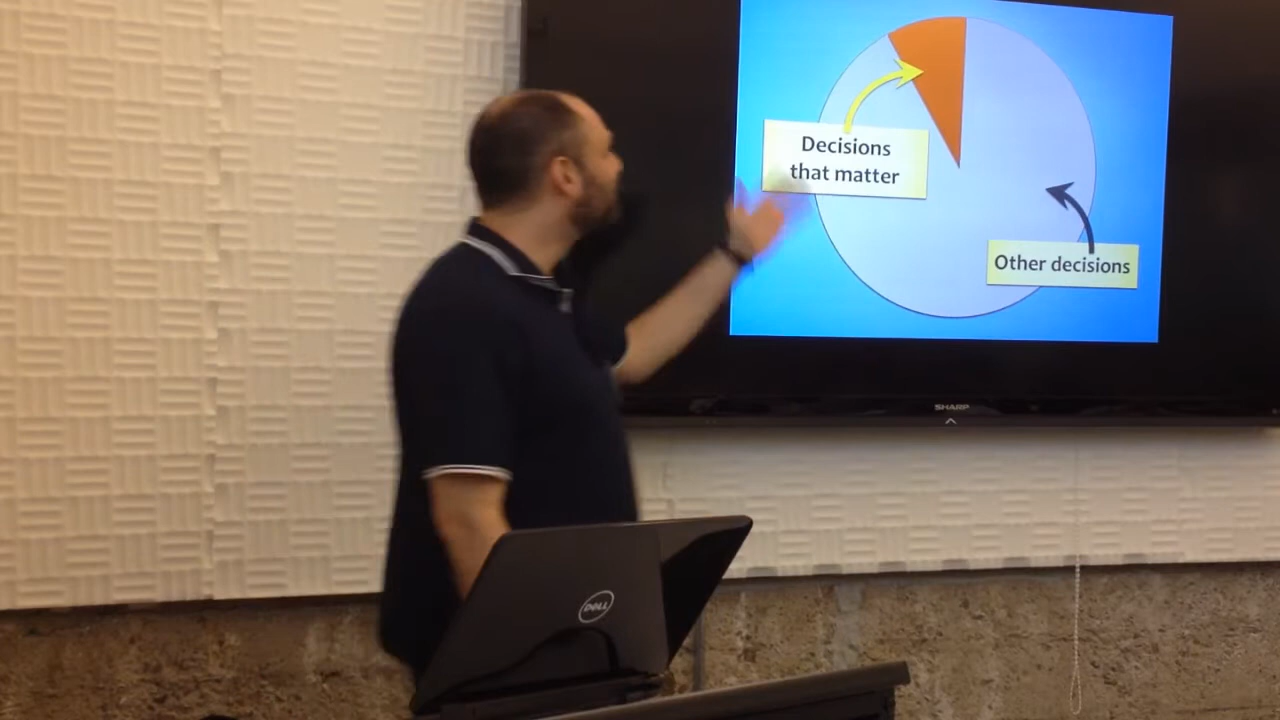 Decisions
that matter
Other decisions
SHARP
DELL